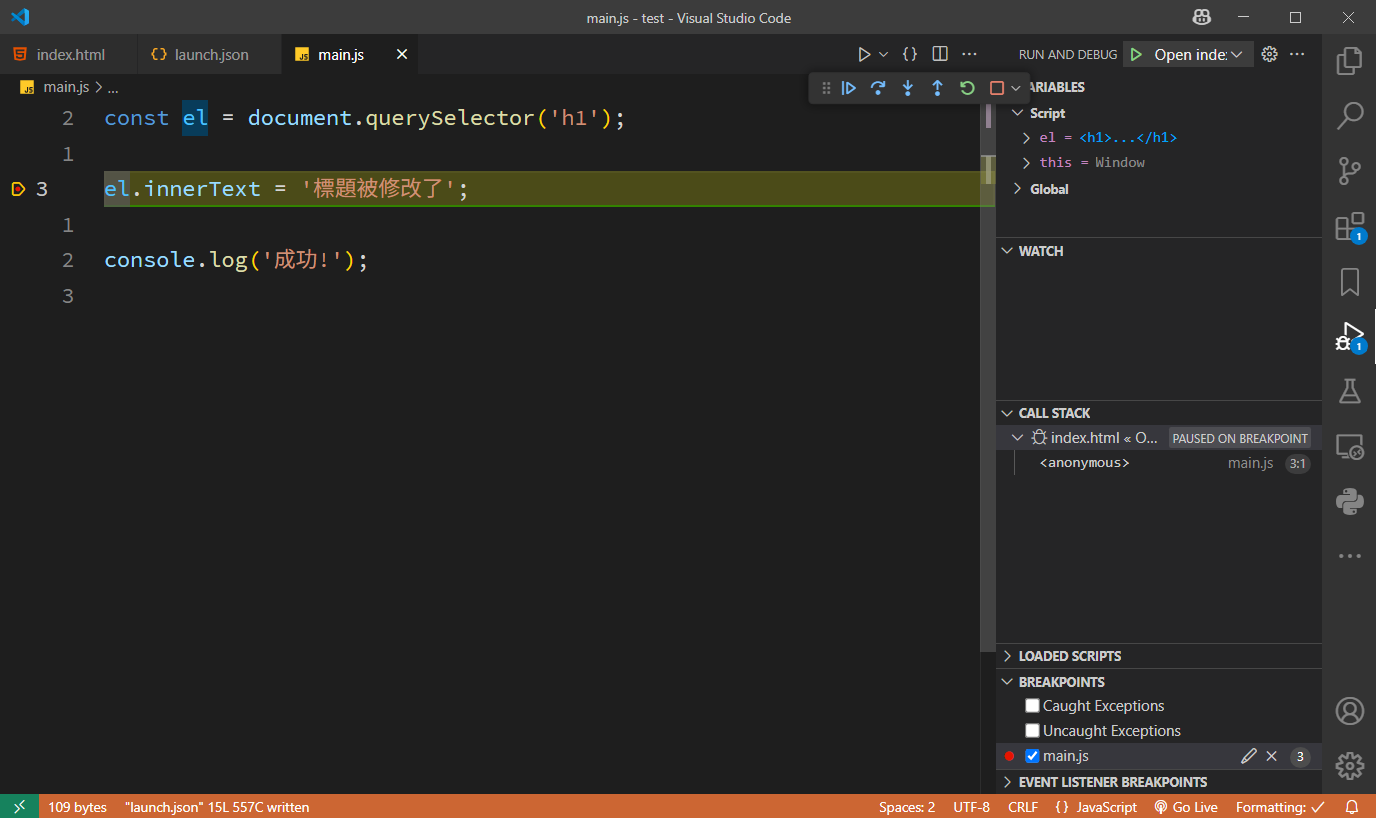 main.js - test - Visual Studio Code
index.html
launch.json
main.js
RUN AND DEBUG
Open inde:
main.js > ...
2 const el = document.querySelector('h1');
1
3 el.innerText = '標題被修改了';
1
2 console.log('成功!');
3
ARIABLES
Script
el = <h1>...</h1>
this = Window
Global
WATCH
CALL STACK
index.html « O... PAUSED ON BREAKPOINT
<anonymous> main.js 3:1
LOADED SCRIPTS
BREAKPOINTS
Caught Exceptions
Uncaught Exceptions
main.js 3
EVENT LISTENER BREAKPOINTS
1
1
109 bytes "launch.json" 15L 557C written Spaces: 2 UTF-8 CRLF {} JavaScript Go Live Formatting: ✓